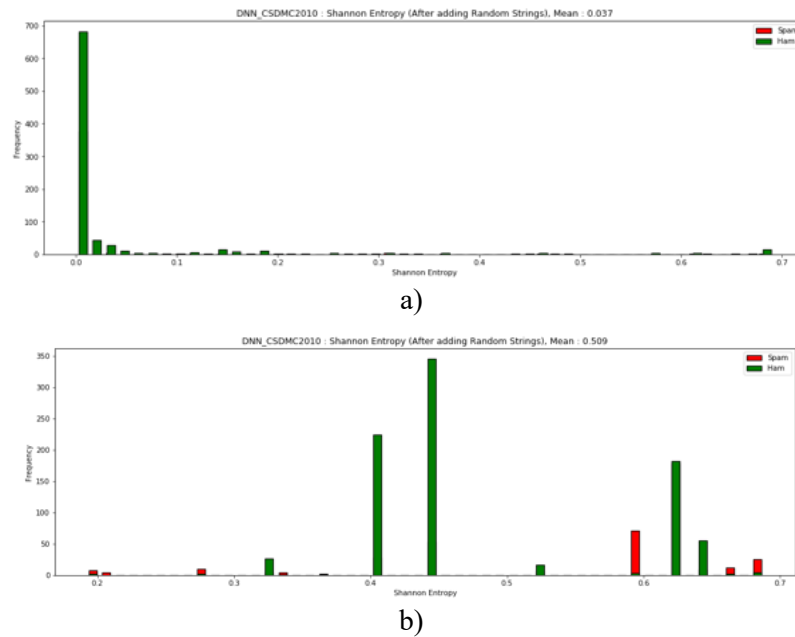 DNN_CSDMC2010 : Shannon Entropy (After adding Random Strings), Mean : 0.037
Spam
Ham
700
600
500
400
300
200
100
0
Frequency
0.0 0.1 0.2 0.3 0.4 0.5 0.6 0.7
Shannon Entropy
a)
DNN_CSDMC2010 : Shannon Entropy (After adding Random Strings), Mean : 0.509
Spam
Ham
350
300
250
200
150
100
50
0
Frequency
0.2 0.3 0.4 0.5 0.6 0.7
Shannon Entropy
b)